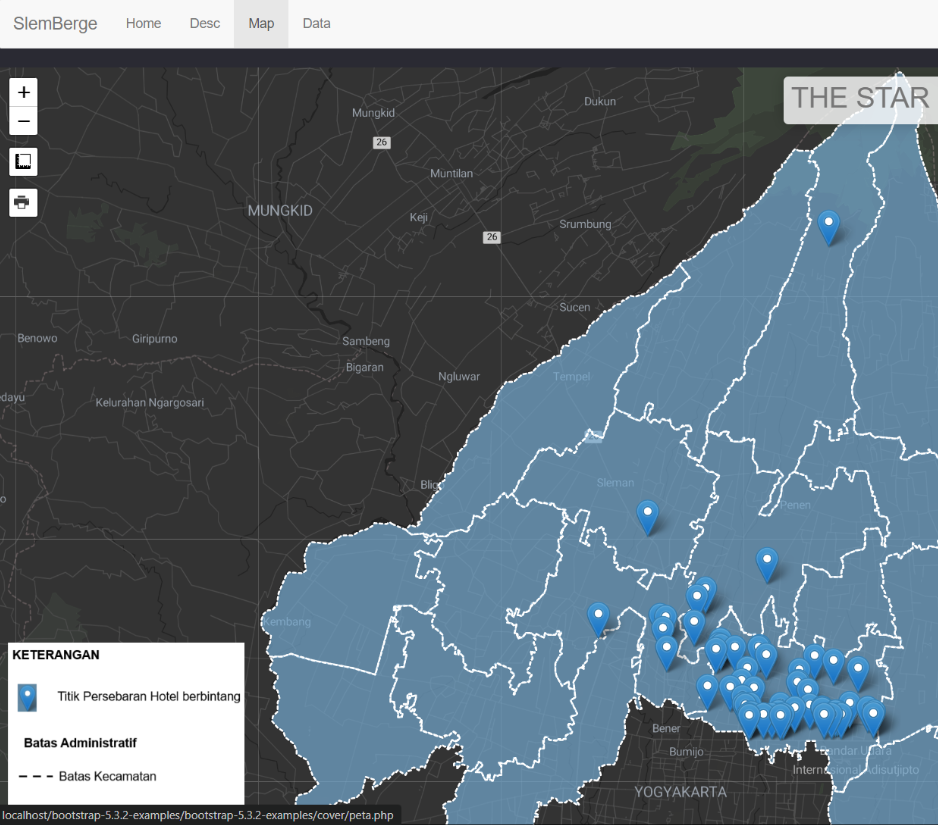 SlemBerge Home Desc Map Data
THE STAR
+
−
Dukun
Mungkid
26
Muntilan
MUNGKID
Keji
Srumbung
26
Sucen
Benowo
Giripurno
Sambeng
Bigaran
Ngluwar
Tempel
edayu
Kelurahan Ngargosari
Blig
Sleman
Penen
Kembang
KETERANGAN
Titik Persebaran Hotel berbintang
Batas Administratif
Batas Kecamatan
Bener
Bumijo
Bandar Udara
Internasional Adisutjipto
YOGYAKARTA
localhost/bootstrap-5.3.2-examples/bootstrap-5.3.2-examples/cover/peta.php